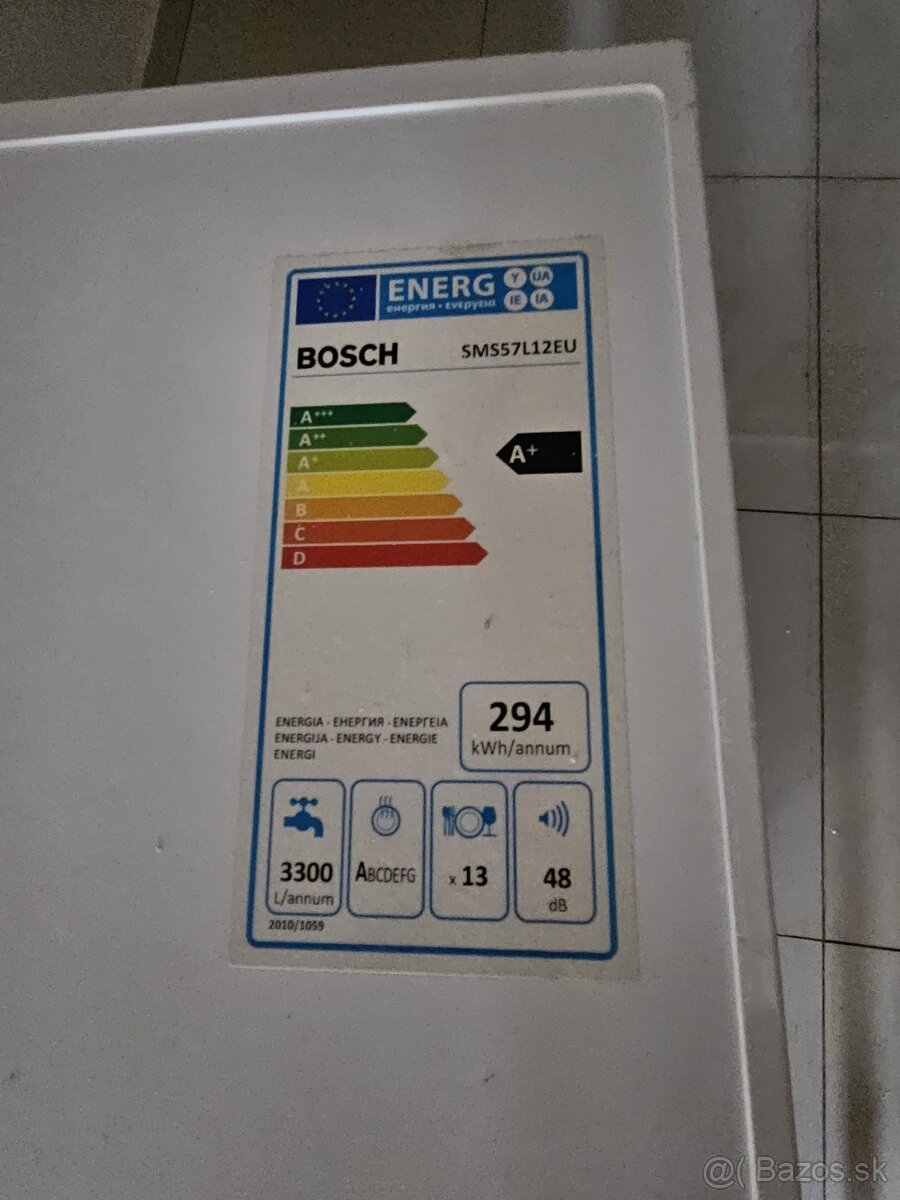 ENERG Y UA
енергия · ενεργεια IE IA
BOSCH SMS57L12EU
A+++
A++
A+ A+
A
B
C
D
294
kWh/annum
ENERGIA · ЕНЕРГИЯ · ΕΝΕΡΓΕΙΑ
ENERGIJA · ENERGY · ENERGIE
ENERGI
3300
L/annum
ABCDEFG
x 13
48
dB
2010/1059
@( Bazos.sk